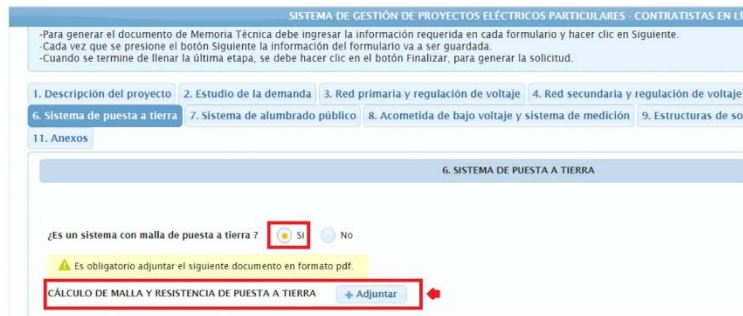 SISTEMA DE GESTIÓN DE PROYECTOS ELÉCTRICOS PARTICULARES - CONTRATISTAS EN LÍ
-Para generar el documento de Memoria Técnica debe ingresar la información requerida en cada formulario y hacer clic en Siguiente.
-Cada vez que se presione el botón Siguiente la información del formulario va a ser guardada.
-Cuando se termine de llenar la última etapa, se debe hacer clic en el botón Finalizar, para generar la solicitud.
1. Descripción del proyecto 2. Estudio de la demanda 3. Red primaria y regulación de voltaje 4. Red secundaria y regulación de voltaje
6. Sistema de puesta a tierra 7. Sistema de alumbrado público 8. Acometida de bajo voltaje y sistema de medición 9. Estructuras de so
11. Anexos
6. SISTEMA DE PUESTA A TIERRA
¿Es un sistema con malla de puesta a tierra ? Si No
Es obligatorio adjuntar el siguiente documento en formato pdf.
CÁLCULO DE MALLA Y RESISTENCIA DE PUESTA A TIERRA + Adjuntar